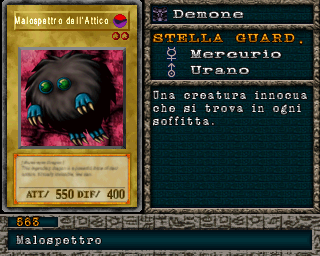 Malospettro dell'Attico
ATT/ 550 DIF/ 400
Demone
STELLA GUARD.
Mercurio
Urano
Una creatura innocua
che si trova in ogni
soffitta.
563
Malospettro